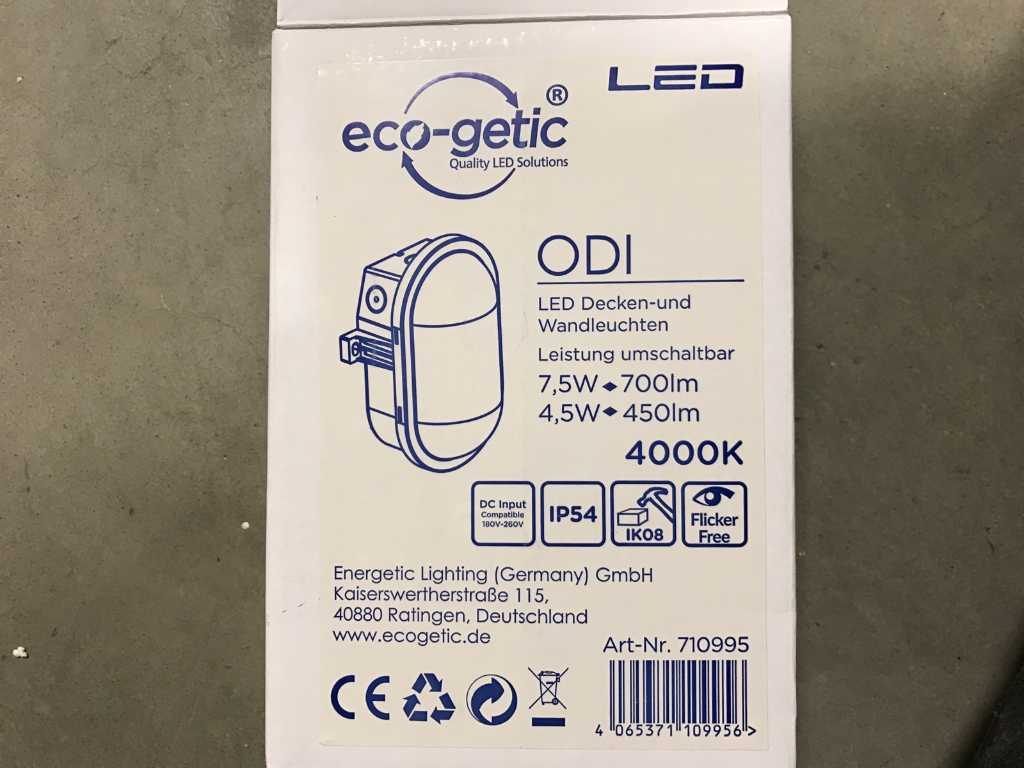 LED
eco-getic®
Quality LED Solutions
ODI
LED Decken-und
Wandleuchten
Leistung umschaltbar
7,5W 700lm
4,5W 450lm
4000K
DC Input
Compatible
180V-260V
IP54
IK08
Flicker
Free
Energetic Lighting (Germany) GmbH
Kaiserswertherstraße 115,
40880 Ratingen, Deutschland
www.ecogetic.de
Art-Nr. 710995
CE
4 065371 109956 >